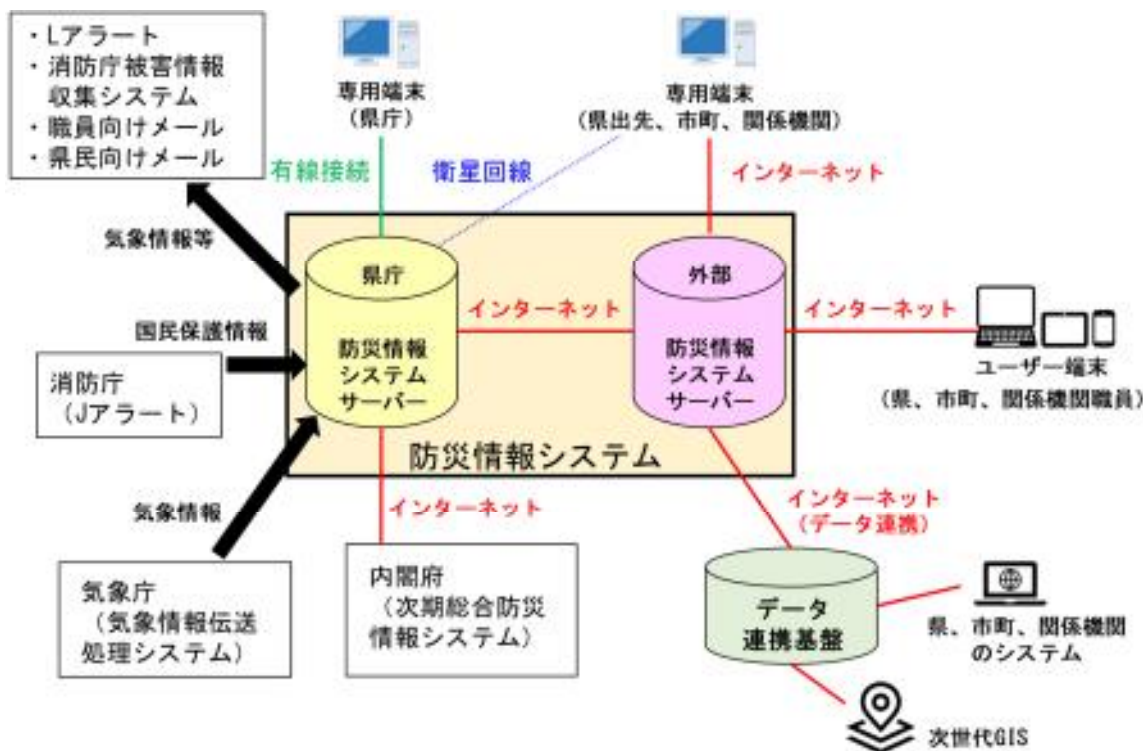 ・Lアラート
・消防庁被害情報
収集システム
・職員向けメール
・県民向けメール
専用端末
(県庁)
専用端末
(県出先、市町、関係機関)
有線接続
衛星回線
インターネット
気象情報等
県庁
防災情報
システム
サーバー
インターネット
外部
防災情報
システム
サーバー
インターネット
ユーザー端末
(県、市町、関係機関職員)
国民保護情報
消防庁
(Jアラート)
防災情報システム
気象情報
インターネット
インターネット
(データ連携)
気象庁
(気象情報伝送
処理システム)
内閣府
(次期総合防災
情報システム)
データ
連携基盤
県、市町、関係機関
のシステム
次世代GIS